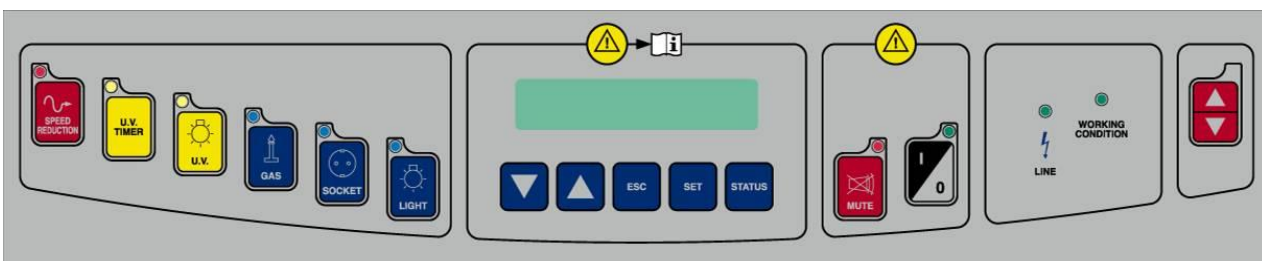 SPEED
REDUCTION
U.V.
TIMER
U.V.
GAS
SOCKET
LIGHT
i
ESC
SET
STATUS
MUTE
I
0
LINE
WORKING
CONDITION